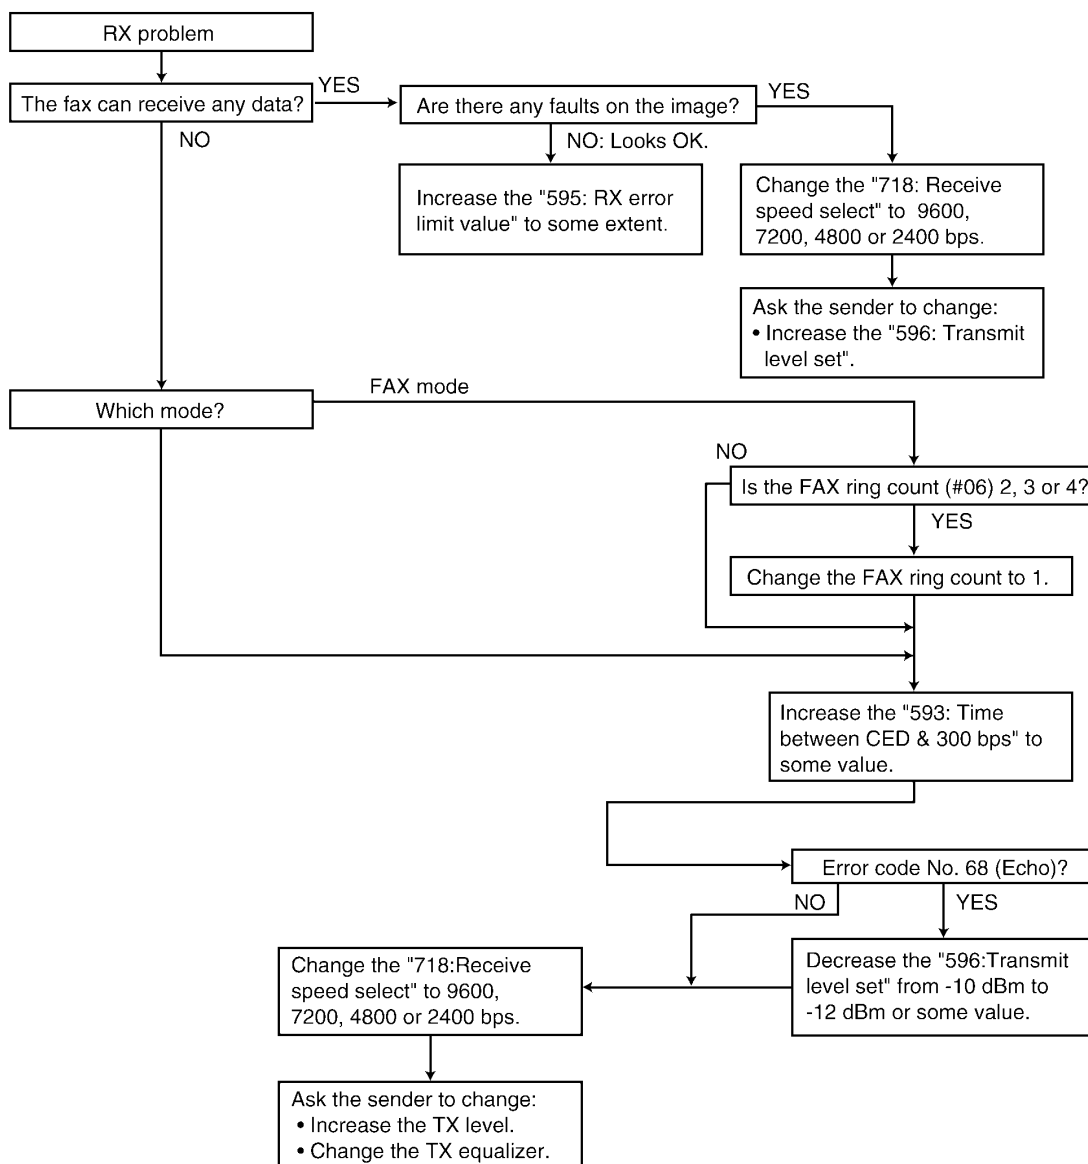 RX problem
The fax can receive any data?
YES
Are there any faults on the image?
YES
NO
NO: Looks OK.
Increase the "595: RX error
limit value" to some extent.
Change the "718: Receive
speed select" to 9600,
7200, 4800 or 2400 bps.
Ask the sender to change:
• Increase the "596: Transmit
level set".
Which mode?
FAX mode
NO
Is the FAX ring count (#06) 2, 3 or 4?
YES
Change the FAX ring count to 1.
Increase the "593: Time
between CED & 300 bps" to
some value.
Error code No. 68 (Echo)?
NO
YES
Decrease the "596:Transmit
level set" from -10 dBm to
-12 dBm or some value.
Change the "718:Receive
speed select" to 9600,
7200, 4800 or 2400 bps.
Ask the sender to change:
• Increase the TX level.
• Change the TX equalizer.